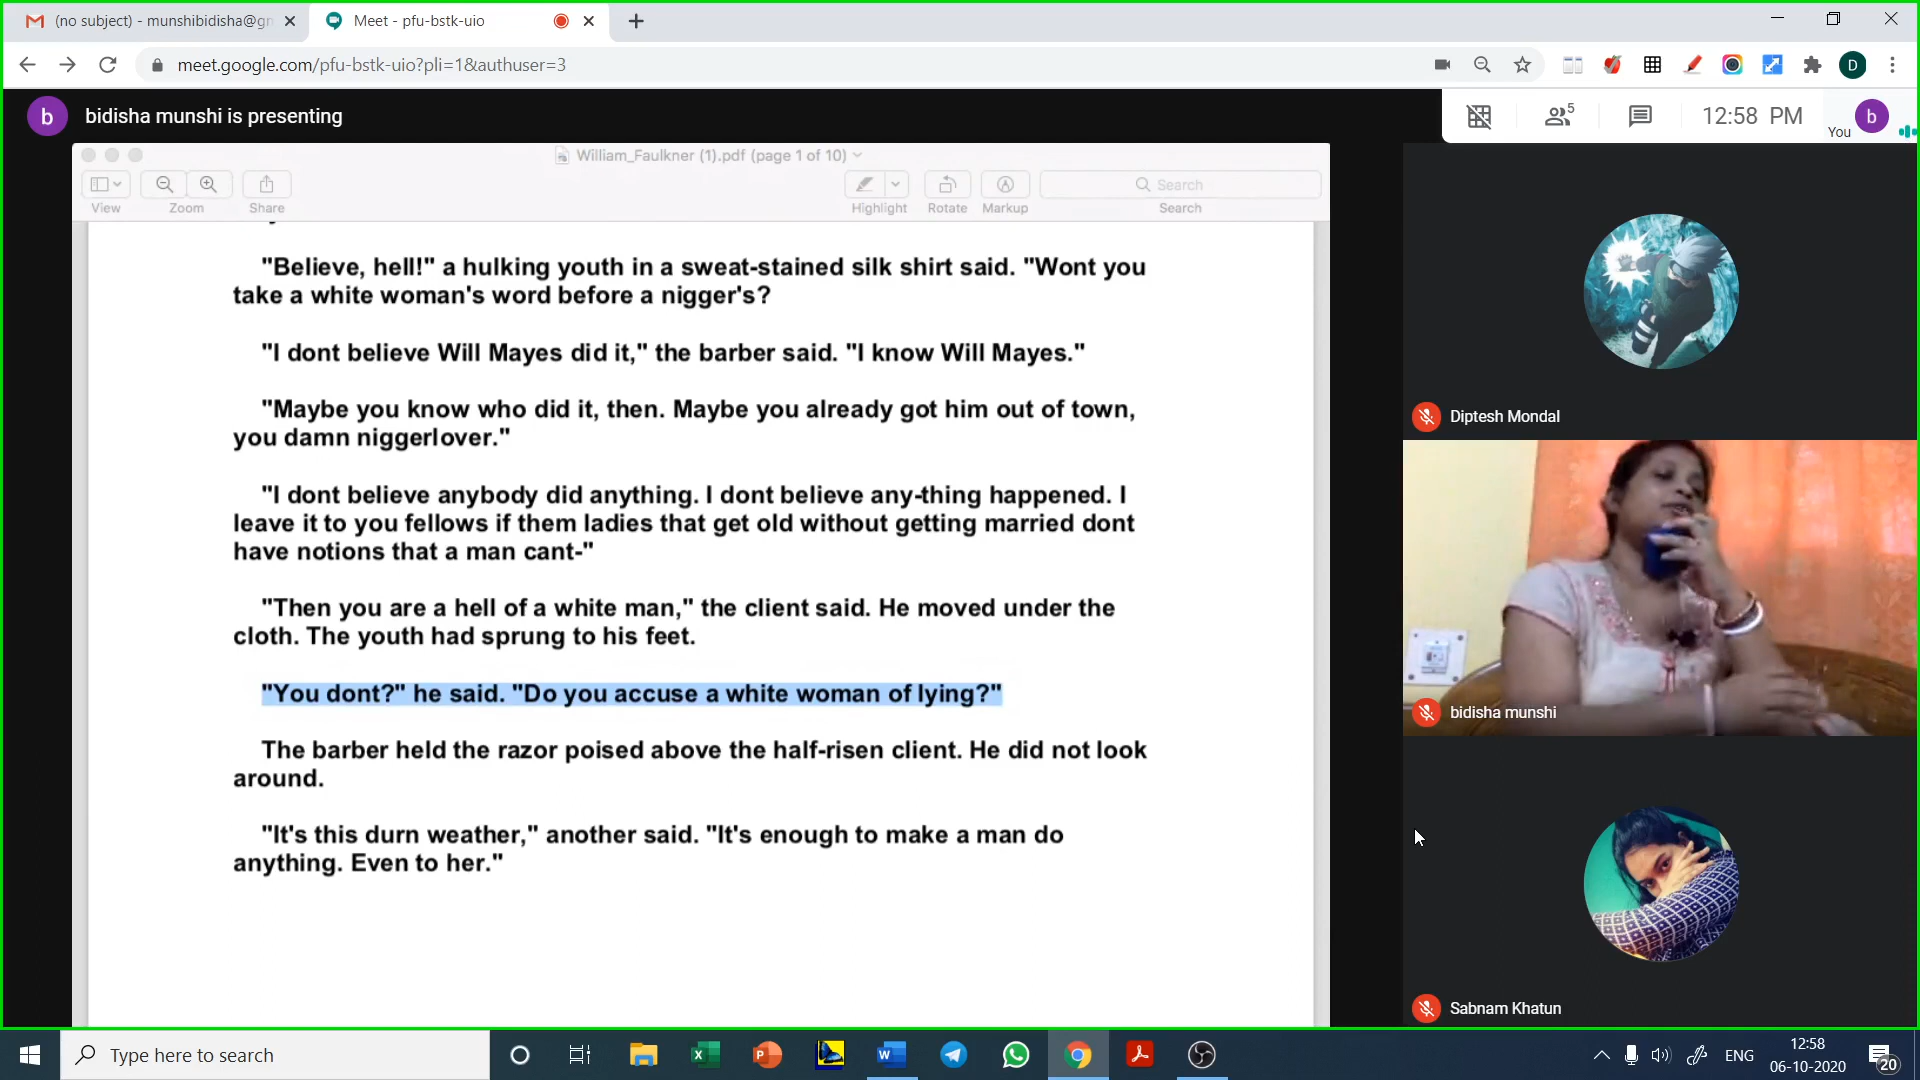 (no subject) - munshibidisha@gm
Meet - pfu-bstk-uio
meet.google.com/pfu-bstk-uio?pli=1&authuser=3
D
b
bidisha munshi is presenting
5
12:58 PM
You
b
William_Faulkner (1).pdf (page 1 of 10)
Search
View
Zoom
Share
Highlight
Rotate
Markup
Search
"Believe, hell!" a hulking youth in a sweat-stained silk shirt said. "Wont you
take a white woman's word before a nigger's?
"I dont believe Will Mayes did it," the barber said. "I know Will Mayes."
"Maybe you know who did it, then. Maybe you already got him out of town,
you damn niggerlover."
"I dont believe anybody did anything. I dont believe any-thing happened. I
leave it to you fellows if them ladies that get old without getting married dont
have notions that a man cant-"
"Then you are a hell of a white man," the client said. He moved under the
cloth. The youth had sprung to his feet.
"You dont?" he said. "Do you accuse a white woman of lying?"
The barber held the razor poised above the half-risen client. He did not look
around.
"It's this durn weather," another said. "It's enough to make a man do
anything. Even to her."
Diptesh Mondal
bidisha munshi
Sabnam Khatun
Type here to search
ENG
12:58
06-10-2020
20